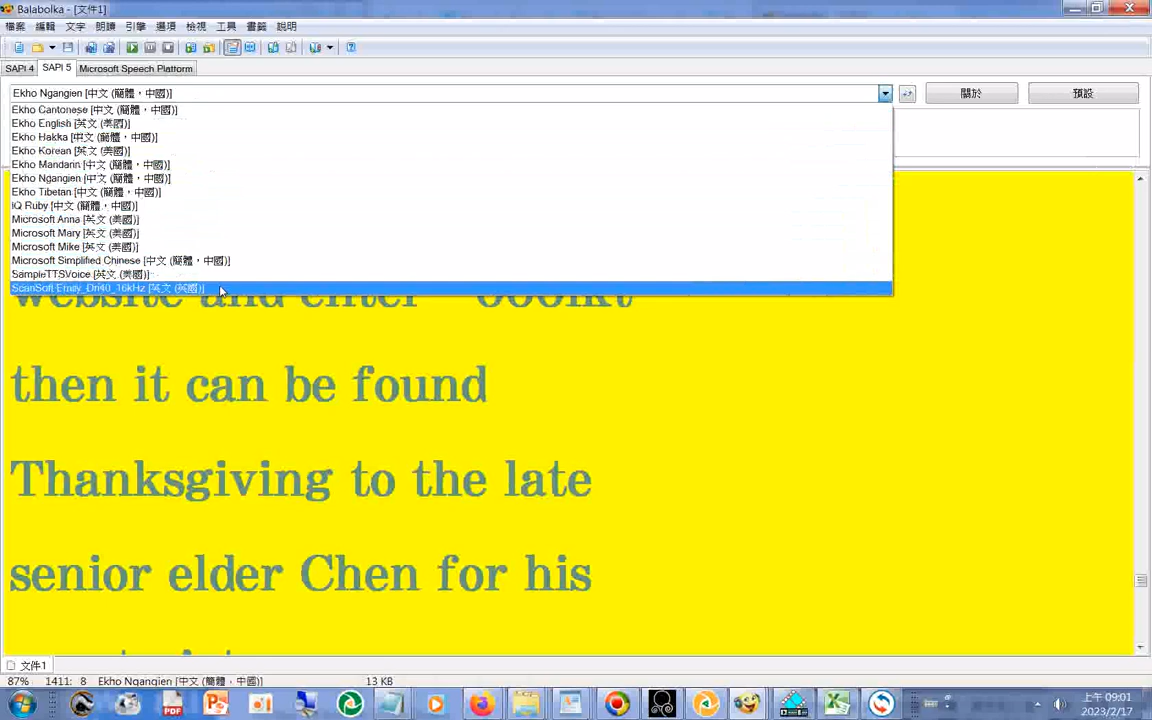 Balabolka - [文件1]
檔案 編輯 文字 朗讀 引擎 選項 檢視 工具 書籤 說明
SAPI 4 SAPI 5 Microsoft Speech Platform
Ekho Ngangien [中文 (簡體，中國)]
關於 預設
Ekho Cantonese [中文 (簡體，中國)]
Ekho English [英文 (美國)]
Ekho Hakka [中文 (簡體，中國)]
Ekho Korean [英文 (美國)]
Ekho Mandarin [中文 (簡體，中國)]
Ekho Ngangien [中文 (簡體，中國)]
Ekho Tibetan [中文 (簡體，中國)]
IQ Ruby [中文 (簡體，中國)]
Microsoft Anna [英文 (美國)]
Microsoft Mary [英文 (美國)]
Microsoft Mike [英文 (美國)]
Microsoft Simplified Chinese [中文 (簡體，中國)]
SampleTTSVoice [英文 (美國)]
ScanSoft Emily_Dri40_16kHz [英文 (英國)]
website and enter
then it can be found
Thanksgiving to the late
senior elder Chen for his
文件1
87% 1411: 8 Ekho Ngangien [中文 (簡體，中國)] 13 KB
上午 09:01
2023/2/17